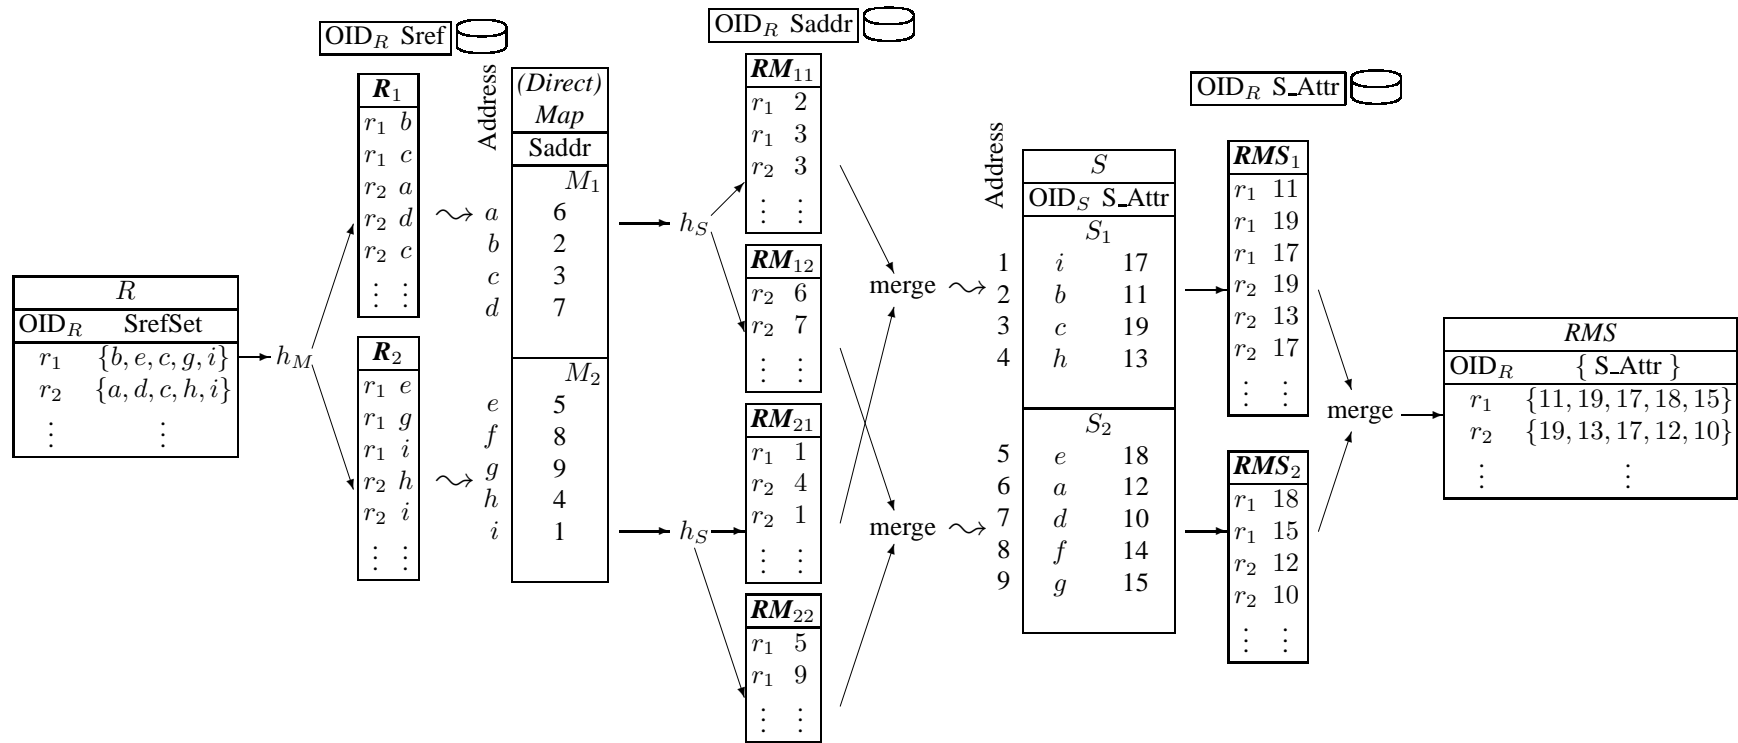 R
OID_R SrefSet
r_1 {b, e, c, g, i}
r_2 {a, d, c, h, i}
⋮ ⋮
h_M
OID_R Sref
R_1
r_1 b
r_1 c
r_2 a
r_2 d
r_2 c
⋮ ⋮
R_2
r_1 e
r_1 g
r_1 i
r_2 h
r_2 i
⋮ ⋮
Address
(Direct)
Map
Saddr
M_1
a 6
b 2
c 3
d 7
M_2
e 5
f 8
g 9
h 4
i 1
h_S
h_S
OID_R Saddr
RM_11
r_1 2
r_1 3
r_2 3
⋮ ⋮
RM_12
r_2 6
r_2 7
⋮ ⋮
RM_21
r_1 1
r_2 4
r_2 1
⋮ ⋮
RM_22
r_1 5
r_1 9
⋮ ⋮
merge
merge
Address
S
OID_S S_Attr
S_1
1 i 17
2 b 11
3 c 19
4 h 13
S_2
5 e 18
6 a 12
7 d 10
8 f 14
9 g 15
OID_R S_Attr
RMS_1
r_1 11
r_1 19
r_1 17
r_2 19
r_2 13
r_2 17
⋮ ⋮
RMS_2
r_1 18
r_1 15
r_2 12
r_2 10
⋮ ⋮
merge
RMS
OID_R { S_Attr }
r_1 {11, 19, 17, 18, 15}
r_2 {19, 13, 17, 12, 10}
⋮ ⋮